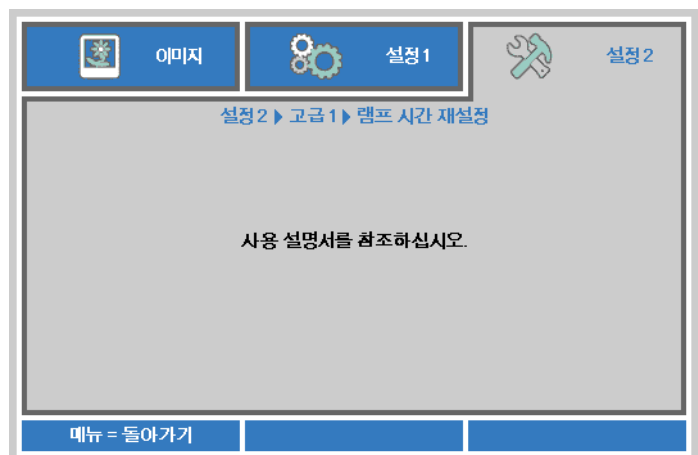 이미지
설정 1
설정 2
설정 2 ▶ 고급 1 ▶ 램프 시간 재설정
사용 설명서를 참조하십시오.
메뉴 = 돌아가기